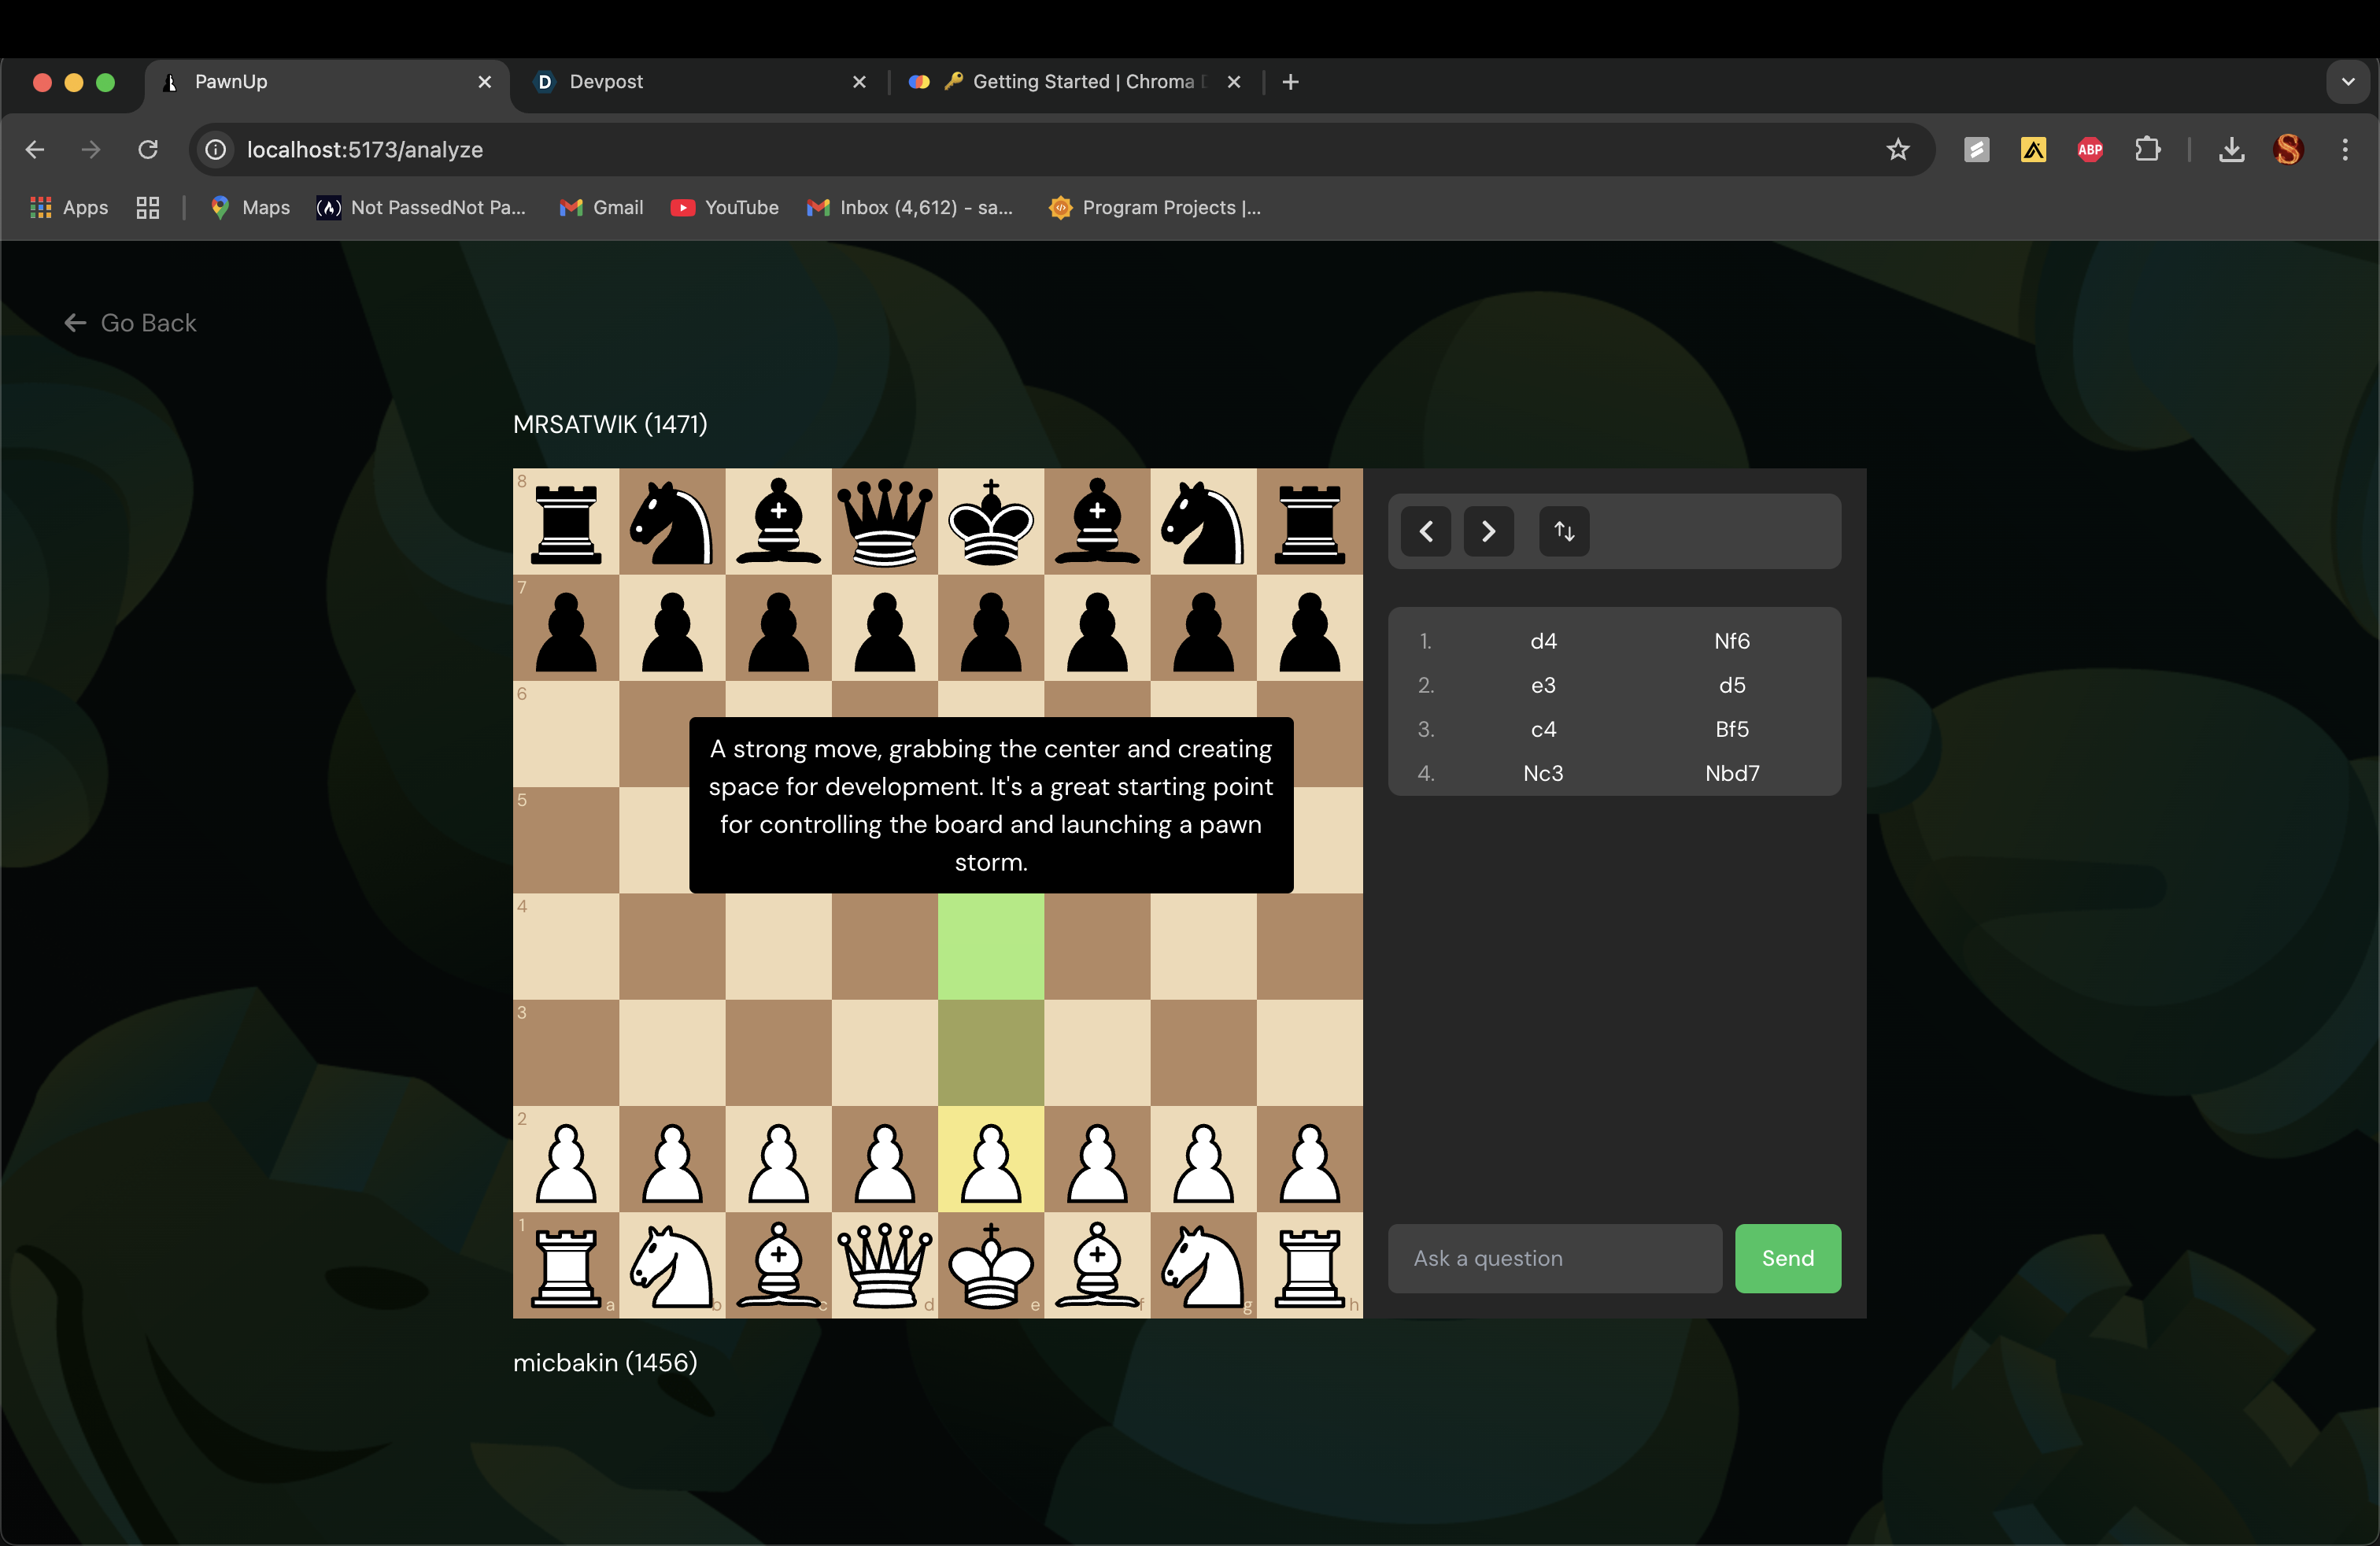 PawnUp
Devpost
Getting Started | Chroma
localhost:5173/analyze
ABP
Apps
Maps
Not PassedNot Pa...
Gmail
YouTube
Inbox (4,612) - sa...
Program Projects |...
Go Back
MRSATWIK (1471)
8
7
6
5
4
3
2
1
a b c d e f g h
A strong move, grabbing the center and creating
space for development. It's a great starting point
for controlling the board and launching a pawn
storm.
1. d4 Nf6
2. e3 d5
3. c4 Bf5
4. Nc3 Nbd7
Ask a question
Send
micbakin (1456)